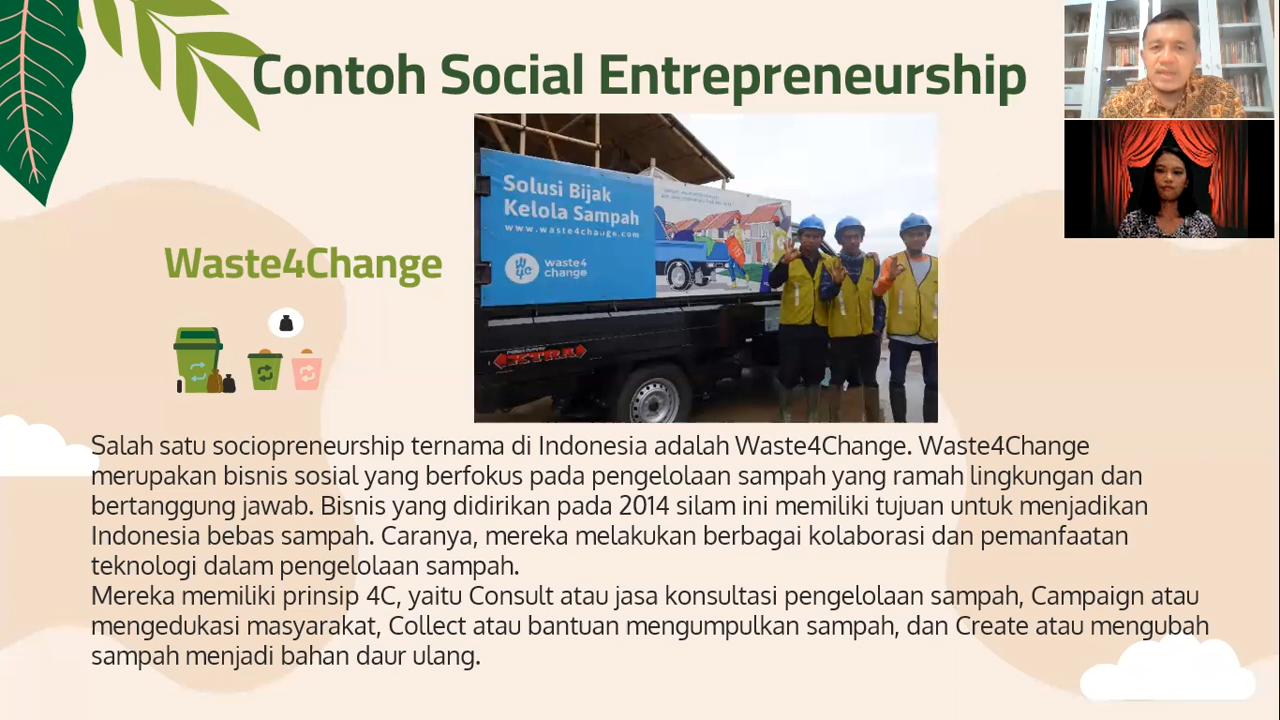 Contoh Social Entrepreneurship
Waste4Change
Solusi Bijak
Kelola Sampah
www.waste4change.com
waste4
change
XTRA
Salah satu sociopreneurship ternama di Indonesia adalah Waste4Change. Waste4Change
merupakan bisnis sosial yang berfokus pada pengelolaan sampah yang ramah lingkungan dan
bertanggung jawab. Bisnis yang didirikan pada 2014 silam ini memiliki tujuan untuk menjadikan
Indonesia bebas sampah. Caranya, mereka melakukan berbagai kolaborasi dan pemanfaatan
teknologi dalam pengelolaan sampah.
Mereka memiliki prinsip 4C, yaitu Consult atau jasa konsultasi pengelolaan sampah, Campaign atau
mengedukasi masyarakat, Collect atau bantuan mengumpulkan sampah, dan Create atau mengubah
sampah menjadi bahan daur ulang.